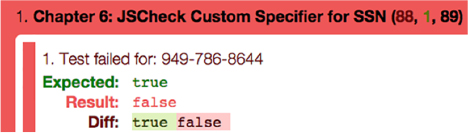 1. Chapter 6: JSCheck Custom Specifier for SSN (88, 1, 89)
1. Test failed for: 949-786-8644
Expected: true
Result: false
Diff: true false